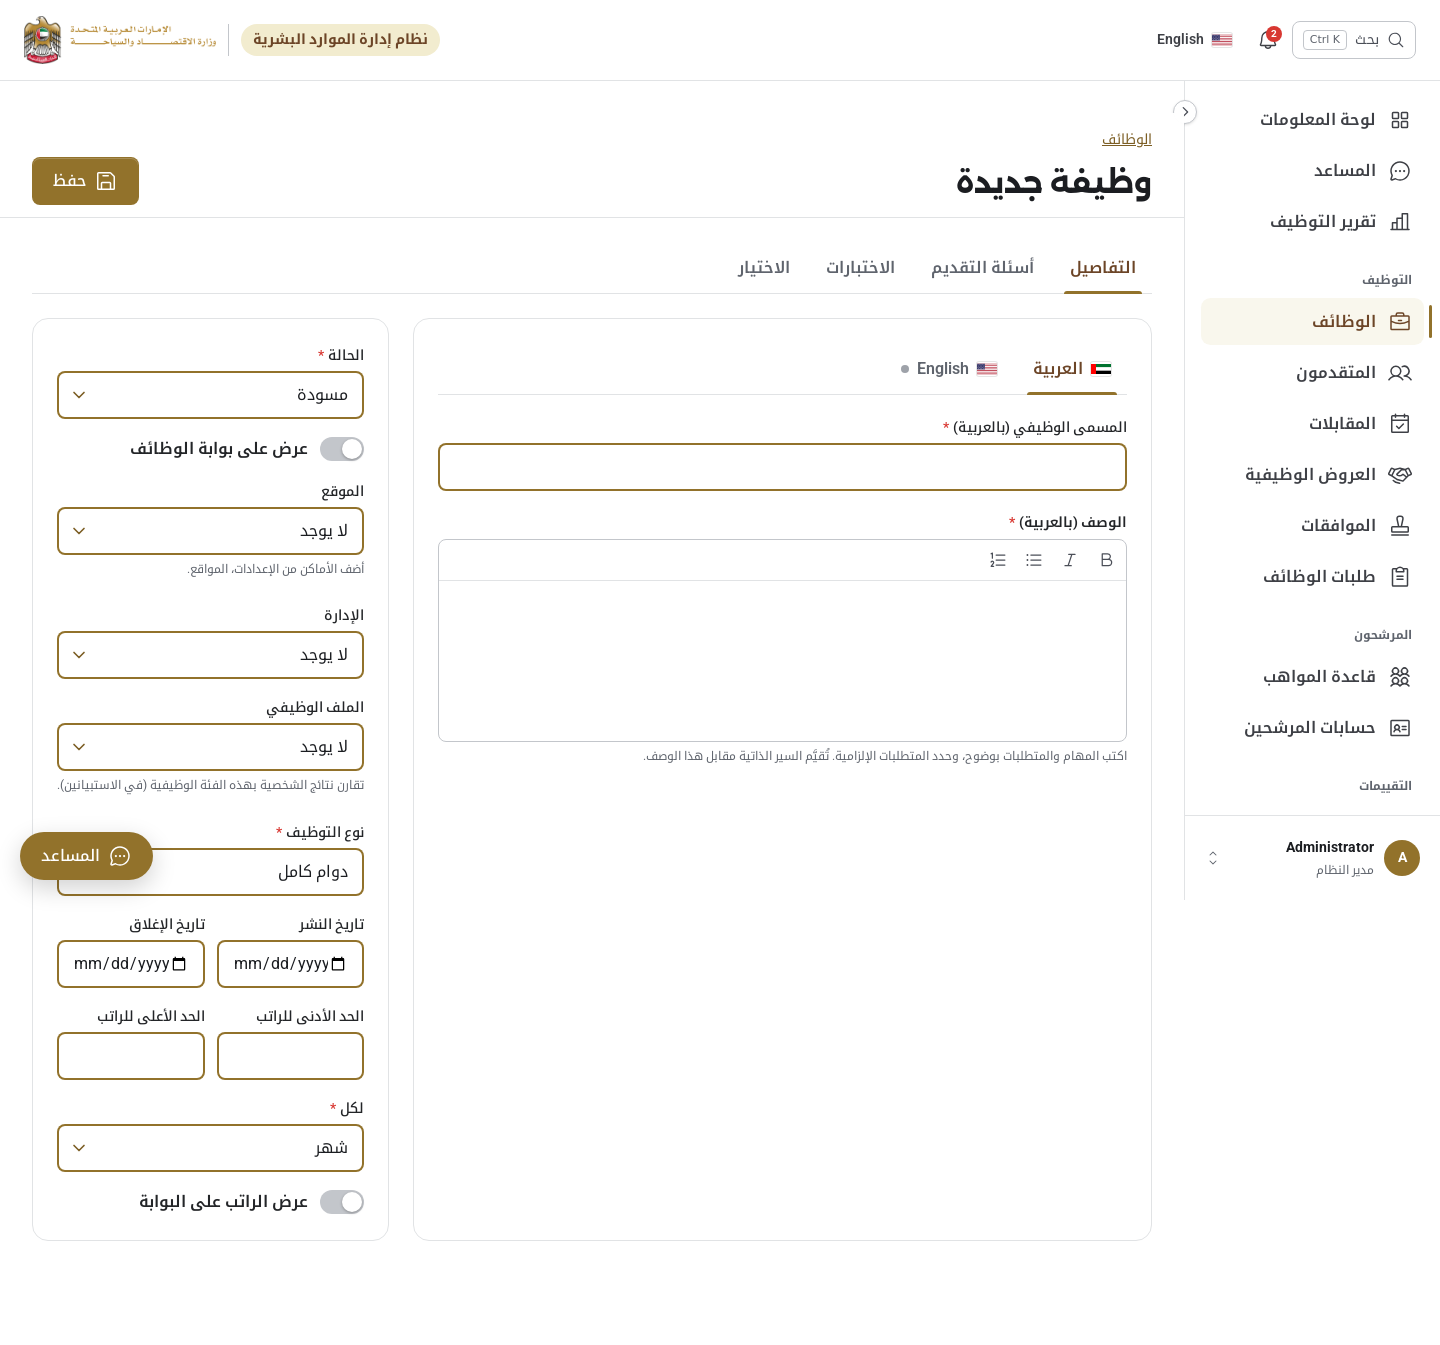 الإمارات العربية المتحدة
وزارة الاقتصـــــاد والسياحـــــة
نظام إدارة الموارد البشرية
English
2
بحث
Ctrl K
لوحة المعلومات
المساعد
تقرير التوظيف
التوظيف
الوظائف
المتقدمون
المقابلات
العروض الوظيفية
الموافقات
طلبات الوظائف
المرشحون
قاعدة المواهب
حسابات المرشحين
التقييمات
A
Administrator
مدير النظام
الوظائف
وظيفة جديدة
حفظ
التفاصيل
أسئلة التقديم
الاختبارات
الاختيار
العربية
English
المسمى الوظيفي (بالعربية) *
الوصف (بالعربية) *
اكتب المهام والمتطلبات بوضوح، وحدد المتطلبات الإلزامية. تُقيَّم السير الذاتية مقابل هذا الوصف.
الحالة *
مسودة
عرض على بوابة الوظائف
الموقع
لا يوجد
أضف الأماكن من الإعدادات، المواقع.
الإدارة
لا يوجد
الملف الوظيفي
لا يوجد
تقارن نتائج الشخصية بهذه الفئة الوظيفية (في الاستبيانين).
نوع التوظيف *
دوام كامل
المساعد
تاريخ النشر
تاريخ الإغلاق
mm/dd/yyyy
mm/dd/yyyy
الحد الأدنى للراتب
الحد الأعلى للراتب
لكل *
شهر
عرض الراتب على البوابة